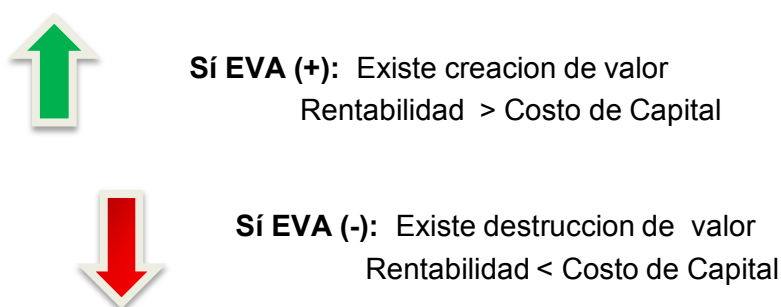 Sí EVA (+): Existe creacion de valor
Rentabilidad > Costo de Capital
Sí EVA (-): Existe destruccion de valor
Rentabilidad < Costo de Capital